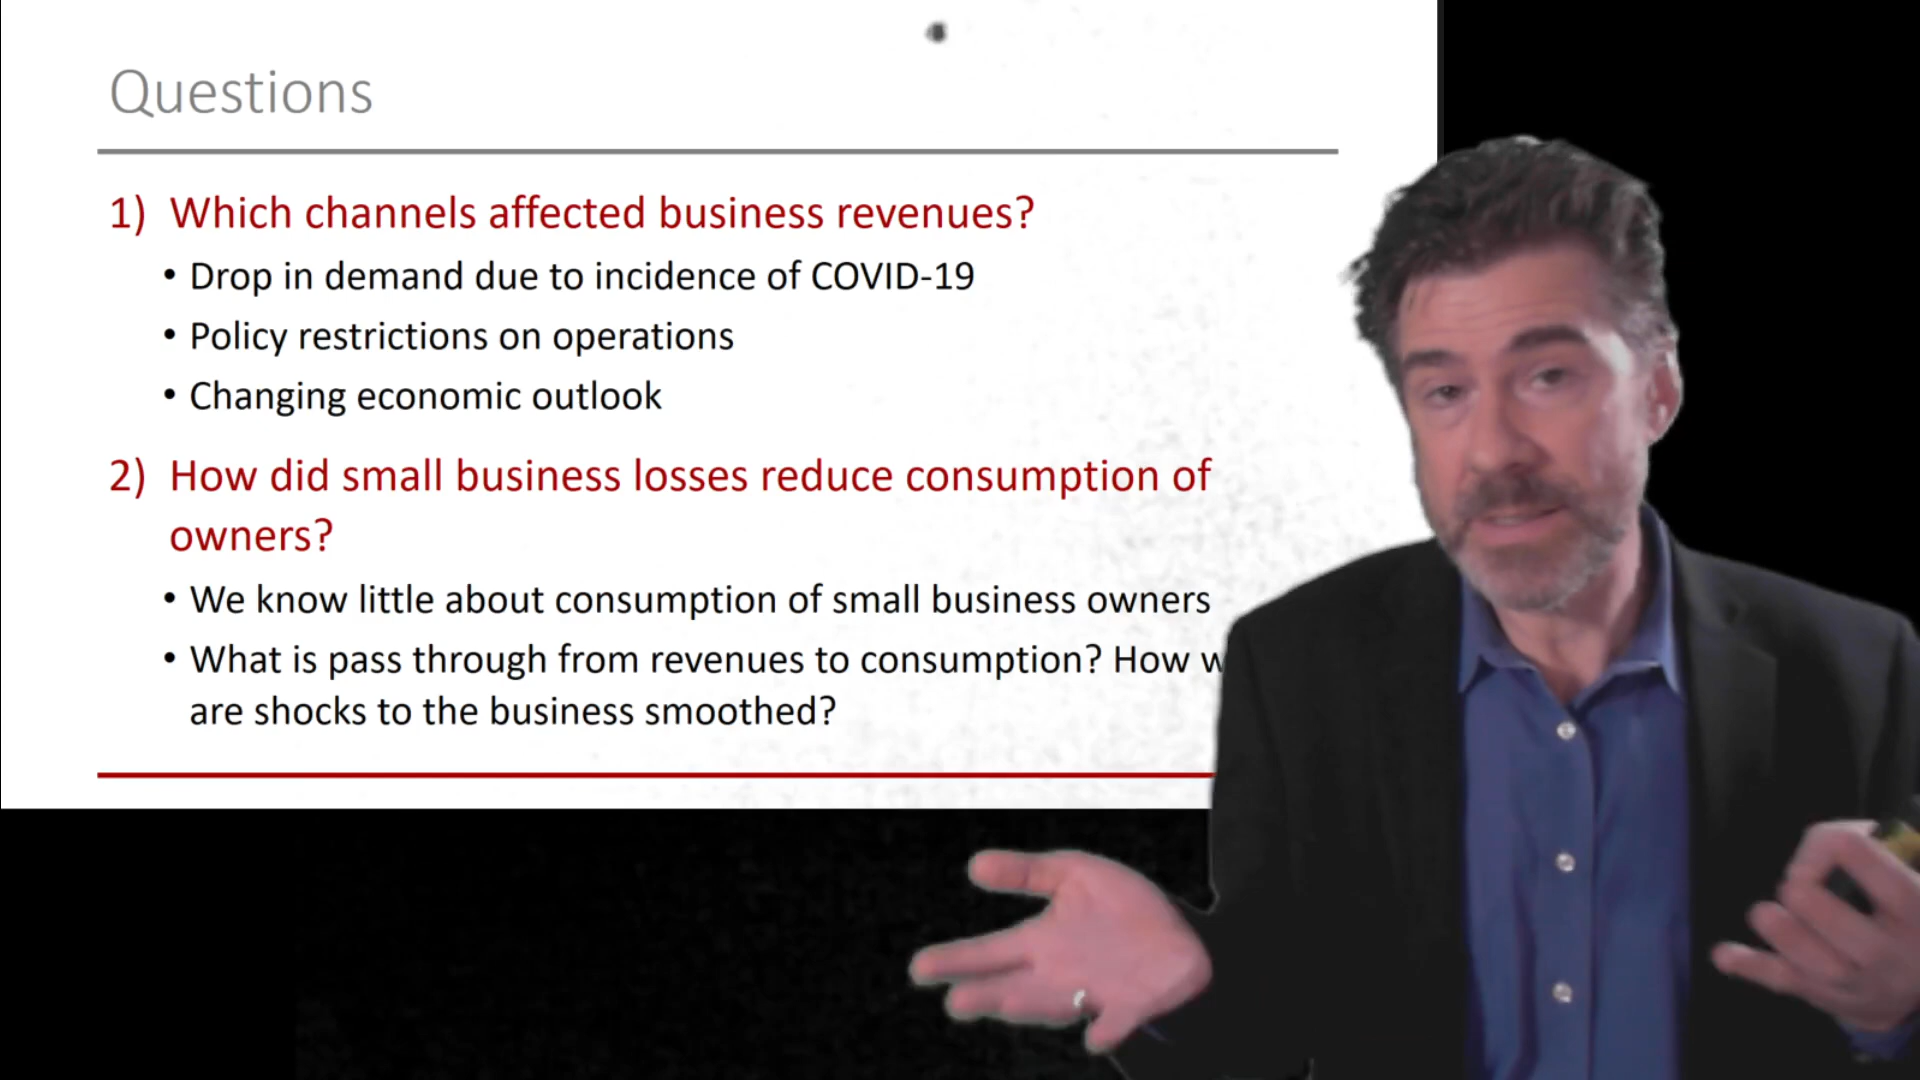 Questions
1) Which channels affected business revenues?
• Drop in demand due to incidence of COVID-19
• Policy restrictions on operations
• Changing economic outlook
2) How did small business losses reduce consumption of
owners?
• We know little about consumption of small business owners
• What is pass through from revenues to consumption? How
are shocks to the business smoothed?